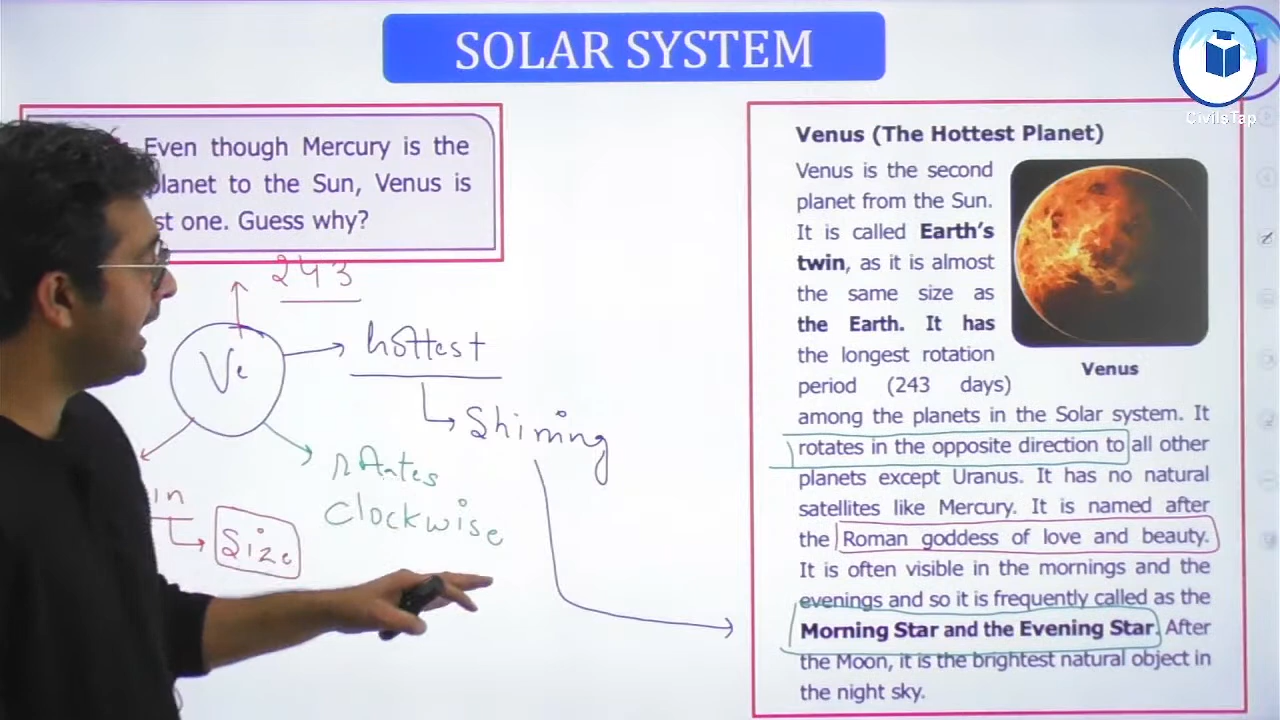 SOLAR SYSTEM
CivilsTap
Even though Mercury is the
planet to the Sun, Venus is
st one. Guess why?
243
Ve
hottest
Shining
rotates
clockwise
in
Size
Venus (The Hottest Planet)
Venus is the second
planet from the Sun.
It is called Earth's
twin, as it is almost
the same size as
the Earth. It has
the longest rotation
period (243 days)
Venus
among the planets in the Solar system. It
rotates in the opposite direction to all other
planets except Uranus. It has no natural
satellites like Mercury. It is named after
the Roman goddess of love and beauty.
It is often visible in the mornings and the
evenings and so it is frequently called as the
Morning Star and the Evening Star. After
the Moon, it is the brightest natural object in
the night sky.